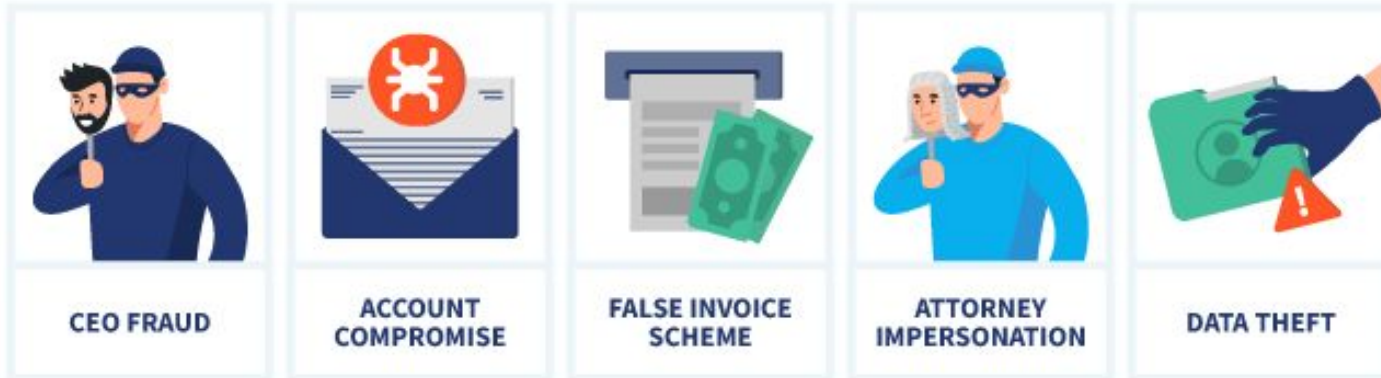 CEO FRAUD
ACCOUNT
COMPROMISE
FALSE INVOICE
SCHEME
ATTORNEY
IMPERSONATION
DATA THEFT